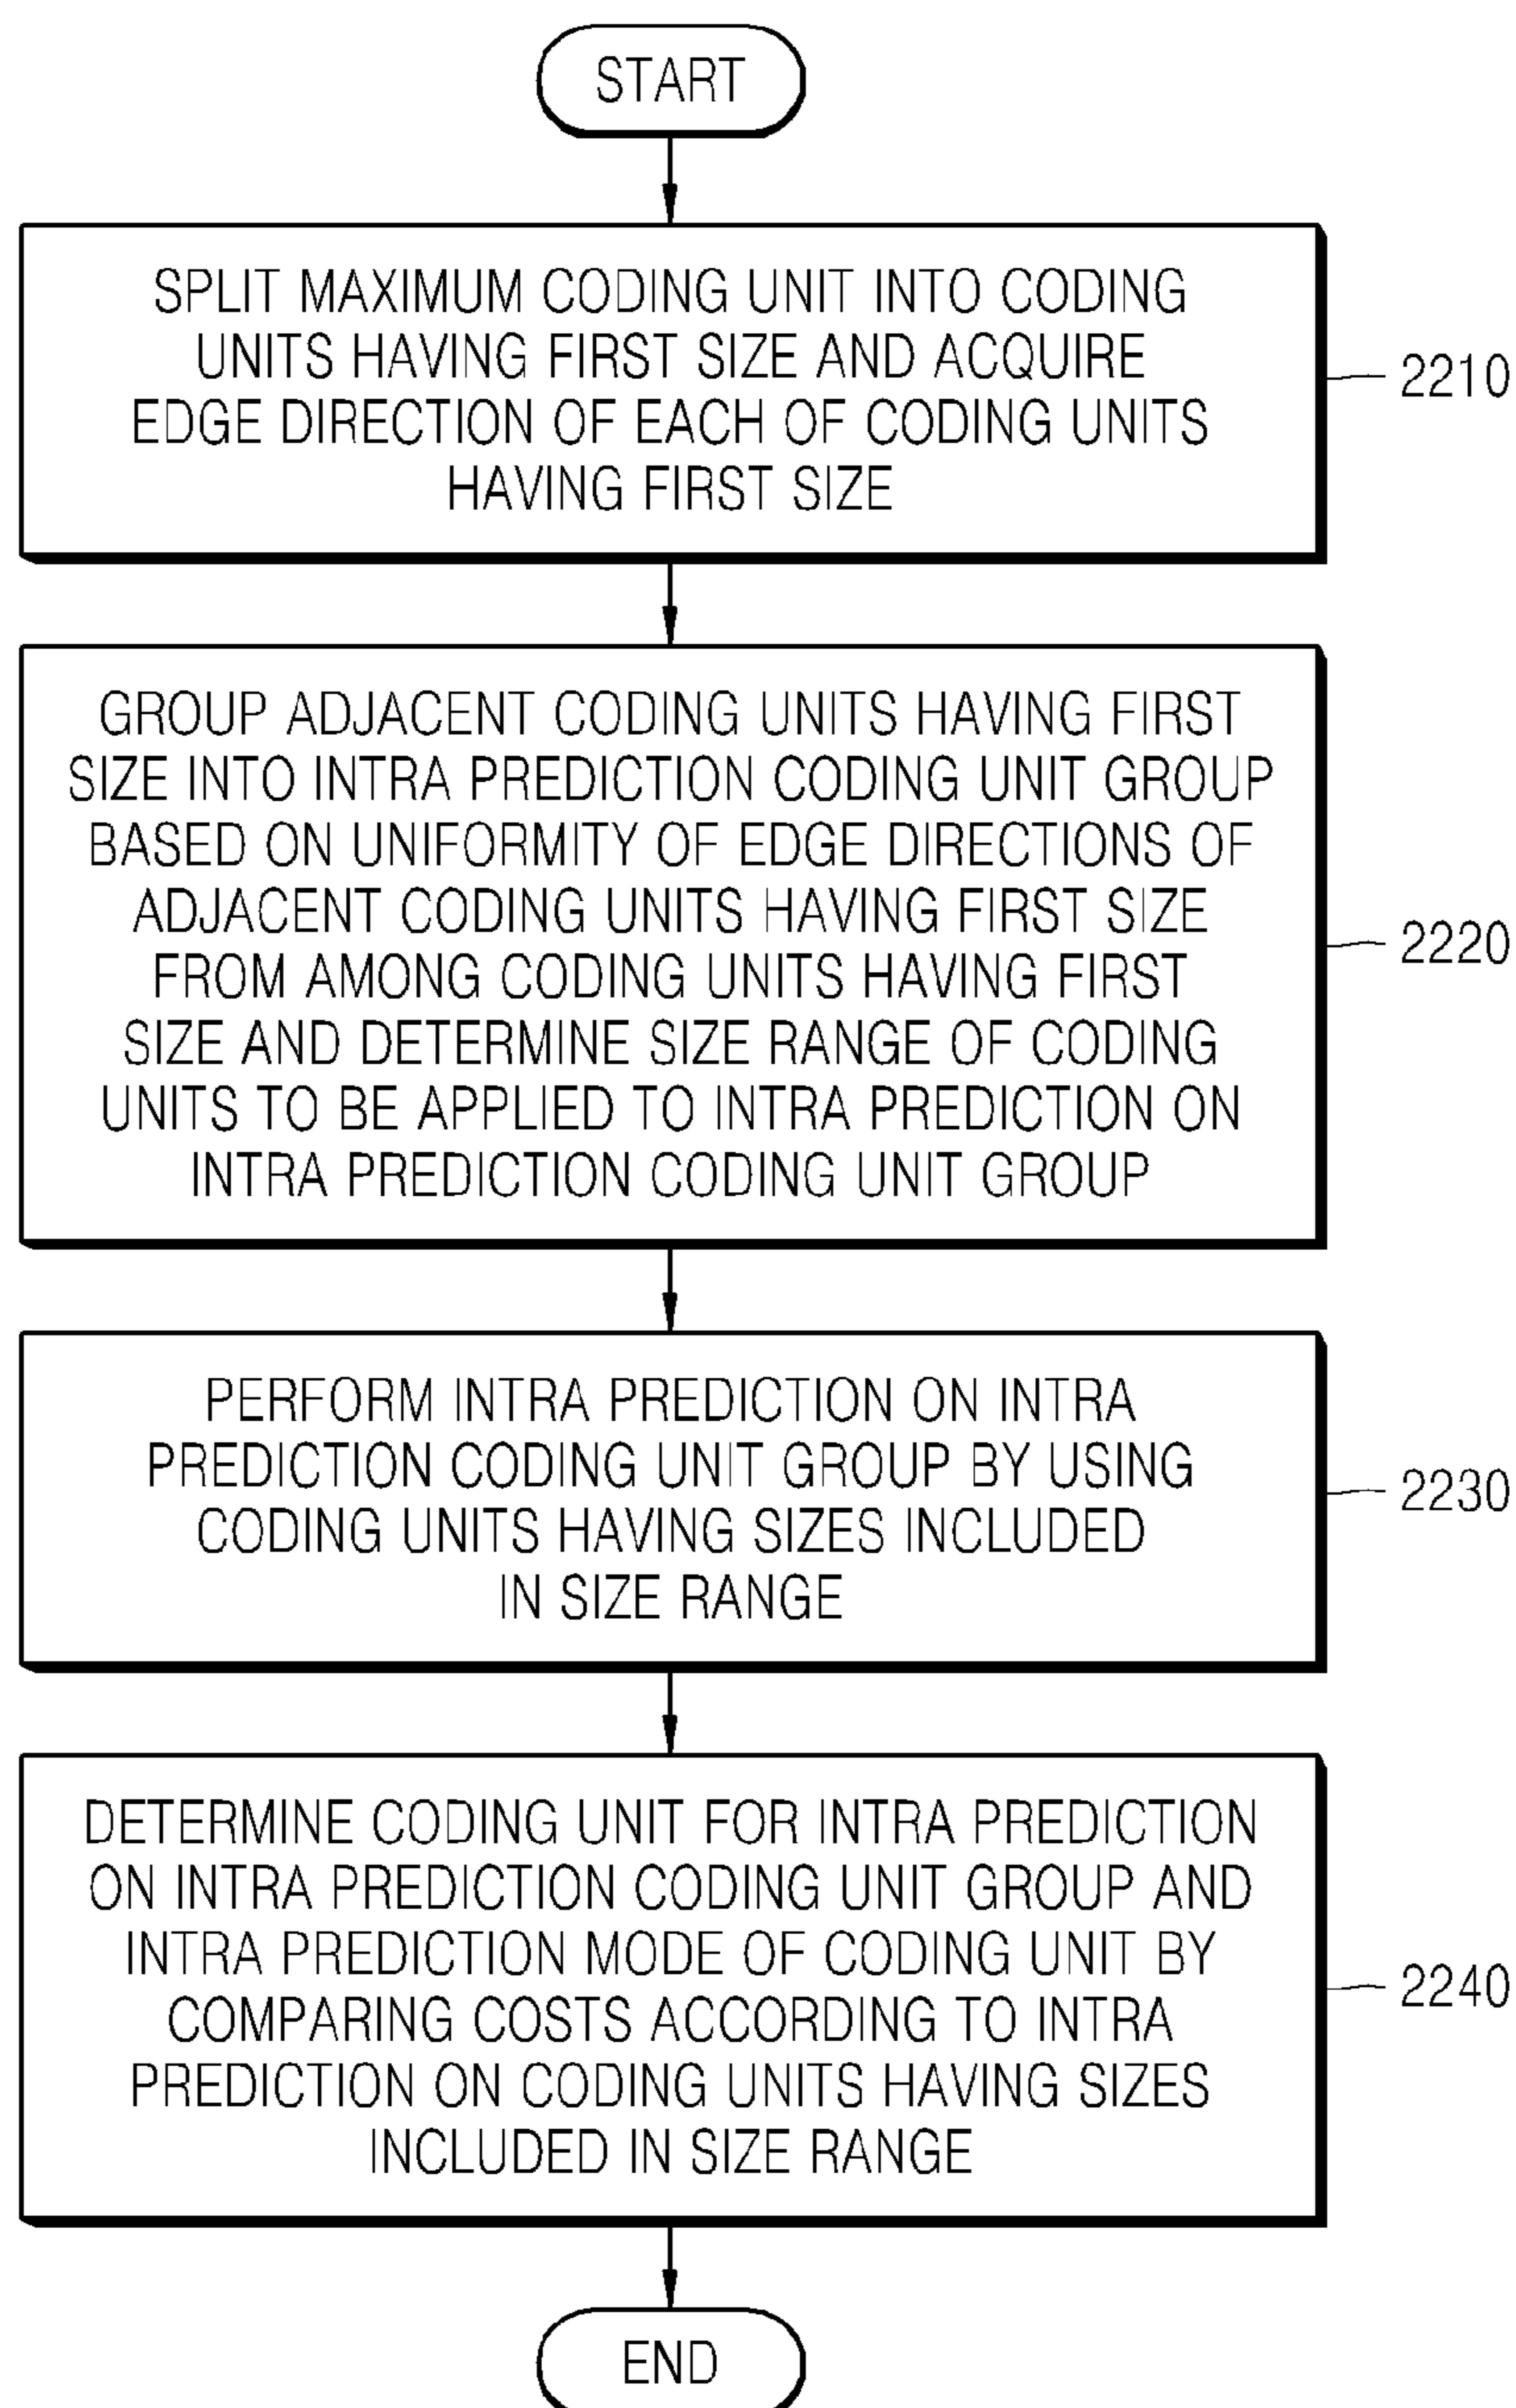 START
SPLIT MAXIMUM CODING UNIT INTO CODING
UNITS HAVING FIRST SIZE AND ACQUIRE
EDGE DIRECTION OF EACH OF CODING UNITS
HAVING FIRST SIZE
2210
GROUP ADJACENT CODING UNITS HAVING FIRST
SIZE INTO INTRA PREDICTION CODING UNIT GROUP
BASED ON UNIFORMITY OF EDGE DIRECTIONS OF
ADJACENT CODING UNITS HAVING FIRST SIZE
FROM AMONG CODING UNITS HAVING FIRST
SIZE AND DETERMINE SIZE RANGE OF CODING
UNITS TO BE APPLIED TO INTRA PREDICTION ON
INTRA PREDICTION CODING UNIT GROUP
2220
PERFORM INTRA PREDICTION ON INTRA
PREDICTION CODING UNIT GROUP BY USING
CODING UNITS HAVING SIZES INCLUDED
IN SIZE RANGE
2230
DETERMINE CODING UNIT FOR INTRA PREDICTION
ON INTRA PREDICTION CODING UNIT GROUP AND
INTRA PREDICTION MODE OF CODING UNIT BY
COMPARING COSTS ACCORDING TO INTRA
PREDICTION ON CODING UNITS HAVING SIZES
INCLUDED IN SIZE RANGE
2240
END